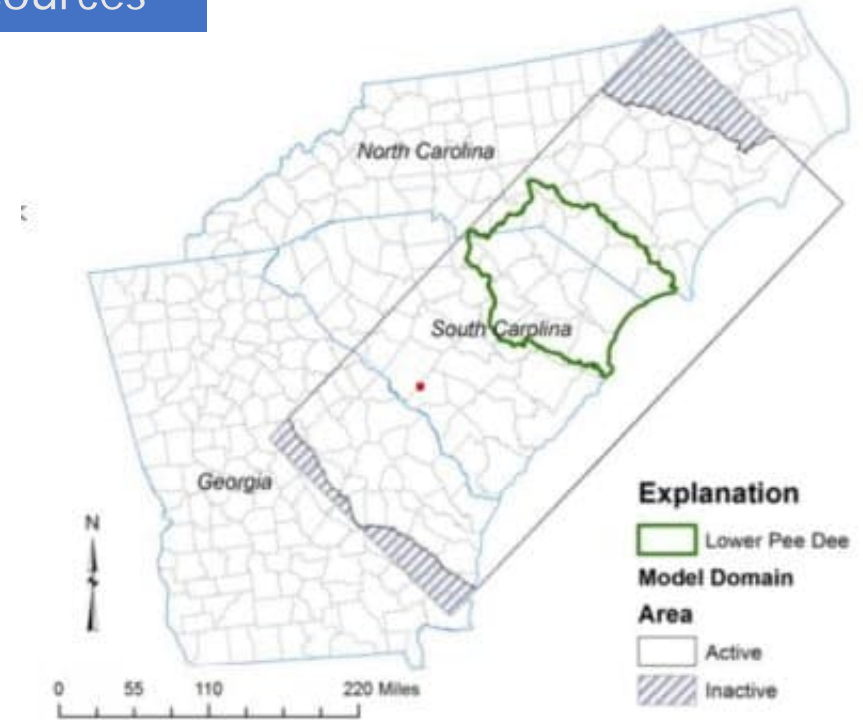 North Carolina
South Carolina
Georgia
N
Explanation
Lower Pee Dee
Model Domain
Area
Active
Inactive
0 55 110 220 Miles